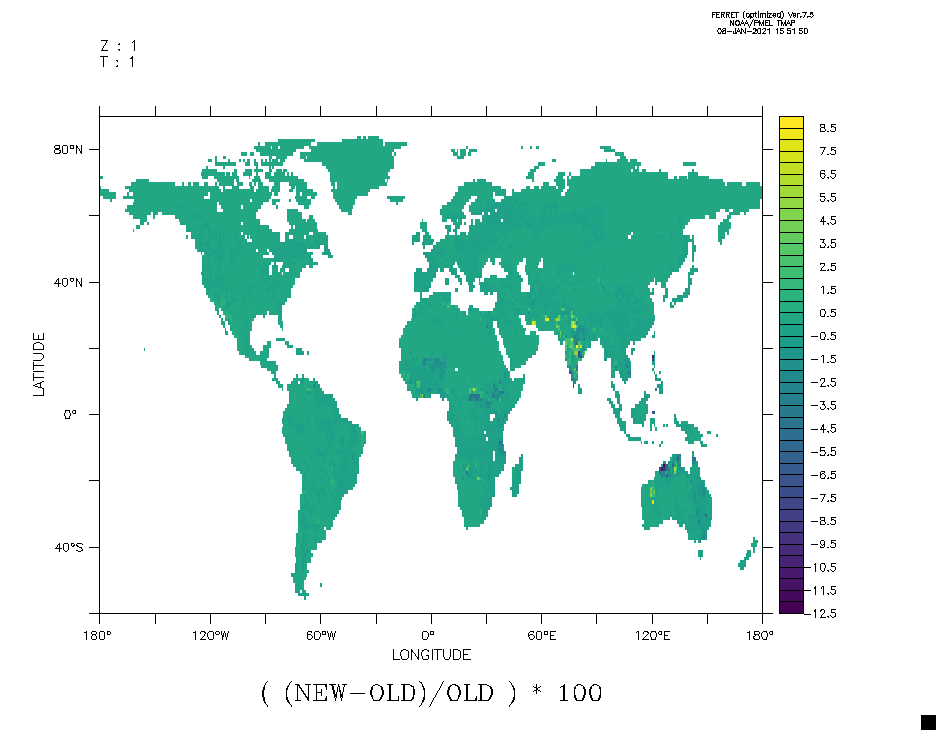 FERRET (optimized) Ver.7.5
NOAA/PMEL TMAP
08-JAN-2021 15 51 50
Z : 1
T : 1
80°N
40°N
0°
40°S
LATITUDE
180° 120°W 60°W 0° 60°E 120°E 180°
LONGITUDE
8.5
7.5
6.5
5.5
4.5
3.5
2.5
1.5
0.5
-0.5
-1.5
-2.5
-3.5
-4.5
-5.5
-6.5
-7.5
-8.5
-9.5
-10.5
-11.5
-12.5
( (NEW-OLD)/OLD ) * 100